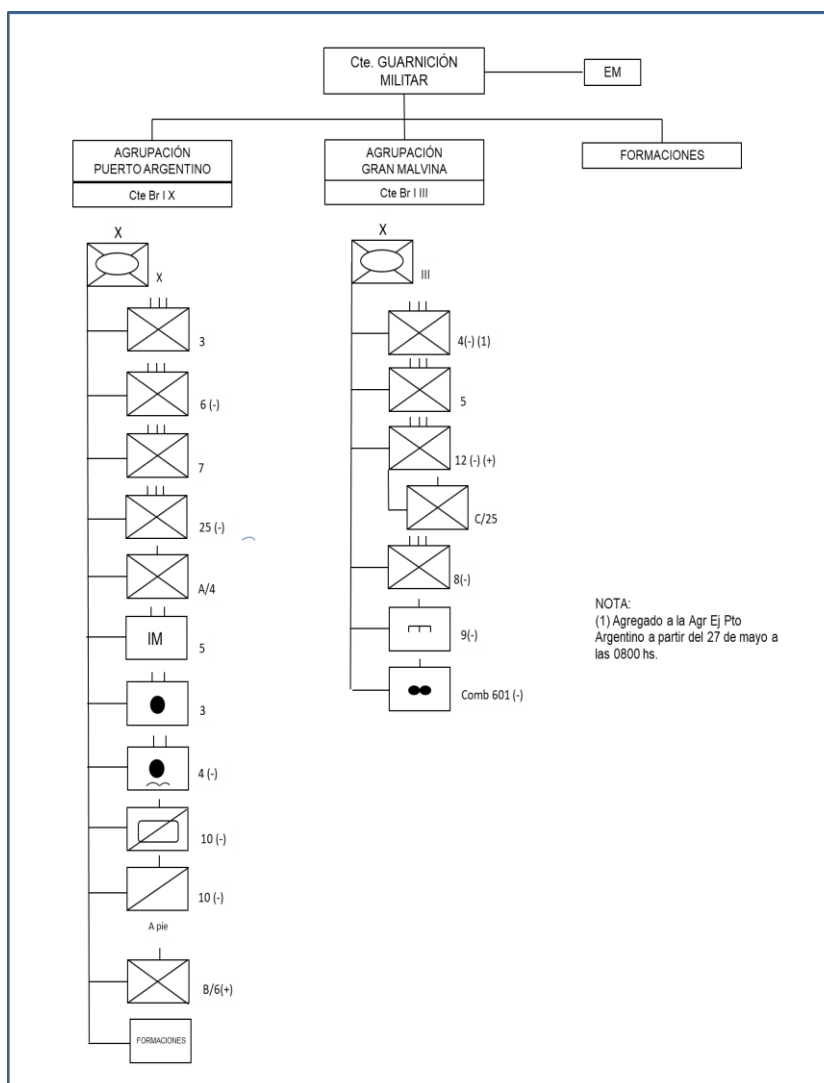 Cte. GUARNICIÓN
MILITAR
EM
AGRUPACIÓN
PUERTO ARGENTINO
Cte Br I X
AGRUPACIÓN
GRAN MALVINA
Cte Br I III
FORMACIONES
X
X
3
6 (-)
7
25 (-)
A/4
IM
5
3
4 (-)
10 (-)
10 (-)
A pie
B/6(+)
FORMACIONES
X
III
4(-) (1)
5
12 (-) (+)
C/25
8(-)
9(-)
Comb 601 (-)
NOTA:
(1) Agregado a la Agr Ej Pto
Argentino a partir del 27 de mayo a
las 0800 hs.